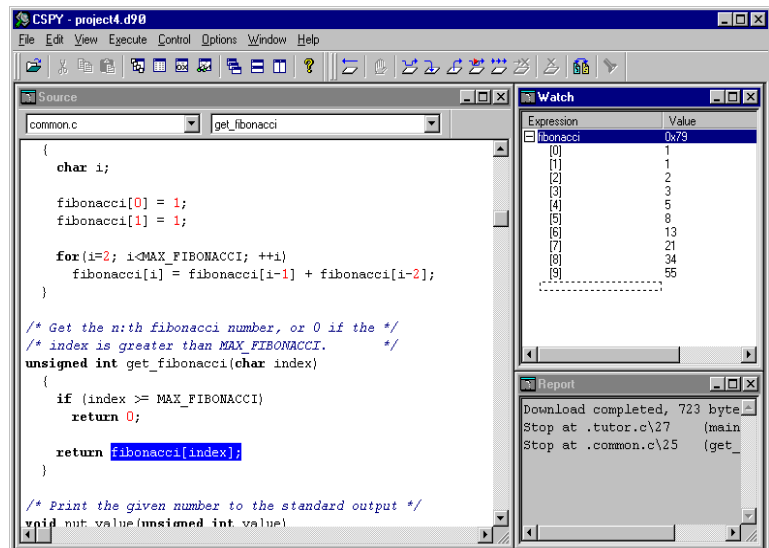 CSPY - project4.d90
File Edit View Execute Control Options Window Help
Source
common.c get_fibonacci
{
char i;
fibonacci[0] = 1;
fibonacci[1] = 1;
for(i=2; i<MAX_FIBONACCI; ++i)
fibonacci[i] = fibonacci[i-1] + fibonacci[i-2];
}
/* Get the n:th fibonacci number, or 0 if the */
/* index is greater than MAX_FIBONACCI. */
unsigned int get_fibonacci(char index)
{
if (index >= MAX_FIBONACCI)
return 0;
return fibonacci[index];
}
/* Print the given number to the standard output */
void put_value(unsigned int value)
Watch
Expression Value
fibonacci 0x79
[0] 1
[1] 1
[2] 2
[3] 3
[4] 5
[5] 8
[6] 13
[7] 21
[8] 34
[9] 55
Report
Download completed, 723 byte
Stop at .tutor.c\27 (main
Stop at .common.c\25 (get_